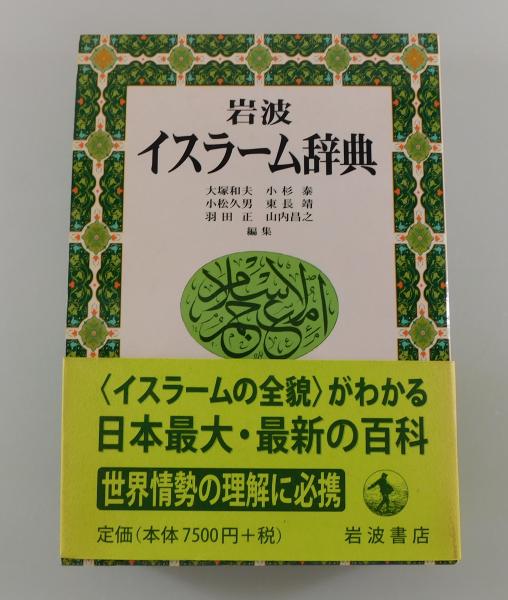 岩波
イスラーム辞典
大塚和夫 小杉 泰
小松久男 東長 靖
羽田 正 山内昌之
編集
〈イスラームの全貌〉がわかる
日本最大・最新の百科
世界情勢の理解に必携
定価(本体7500円+税)
岩波書店